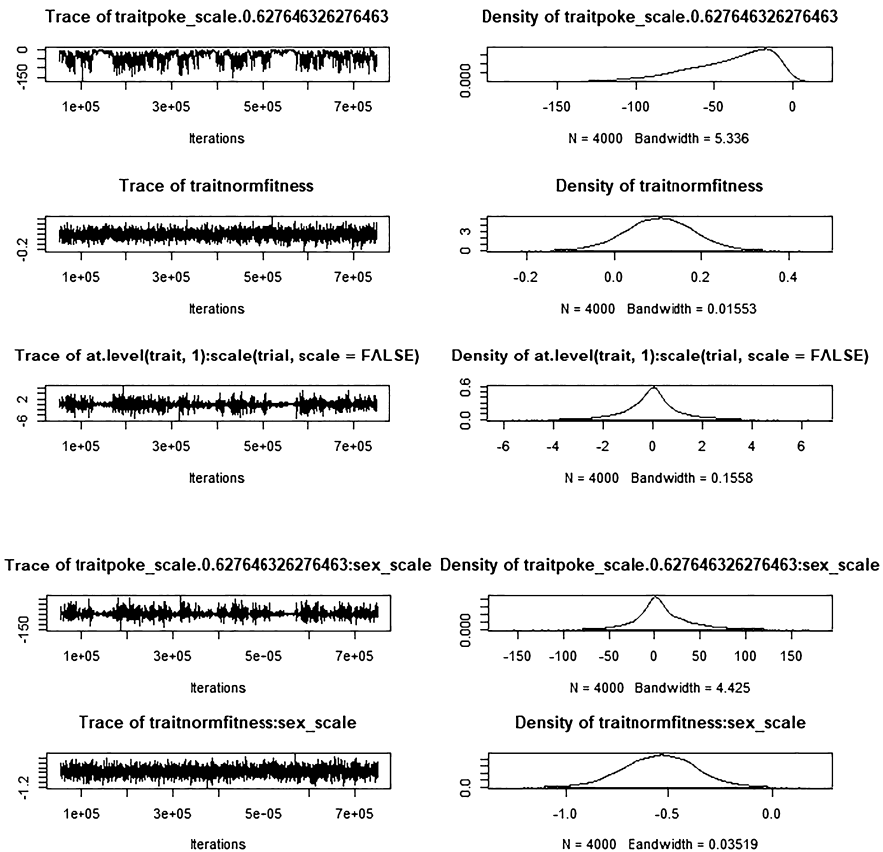 Trace of traitpoke_scale.0.627646326276463
Density of traitpoke_scale.0.627646326276463
0
-150
1e+05 3e+05 5e+05 7e+05
Iterations
0.000
-150 -100 -50 0
N = 4000 Bandwidth = 5.336
Trace of traitnormfitness
Density of traitnormfitness
-0.2
1e+05 3e+05 5e+05 7e+05
Iterations
3
0
-0.2 0.0 0.2 0.4
N = 4000 Bandwidth = 0.01553
Trace of at.level(trait, 1):scale(trial, scale = FALSE)
Density of at.level(trait, 1):scale(trial, scale = FALSE)
2
-6
1e+05 3e+05 5e+05 7e+05
Iterations
0.6
0.0
-6 -4 -2 0 2 4 6
N = 4000 Bandwidth = 0.1558
Trace of traitpoke_scale.0.627646326276463:sex_scale
Density of traitpoke_scale.0.627646326276463:sex_scale
-150
1e+05 3e+05 5e-05 7e+05
Iterations
0.000
-150 -100 -50 0 50 100 150
N = 4000 Bandwidth = 4.425
Trace of traitnormfitness:sex_scale
Density of traitnormfitness:sex_scale
-1.2
1e+05 3e+05 5e-05 7e+05
Iterations
0.0
-1.0 -0.5 0.0
N = 4000 Eandwidth = 0.03519